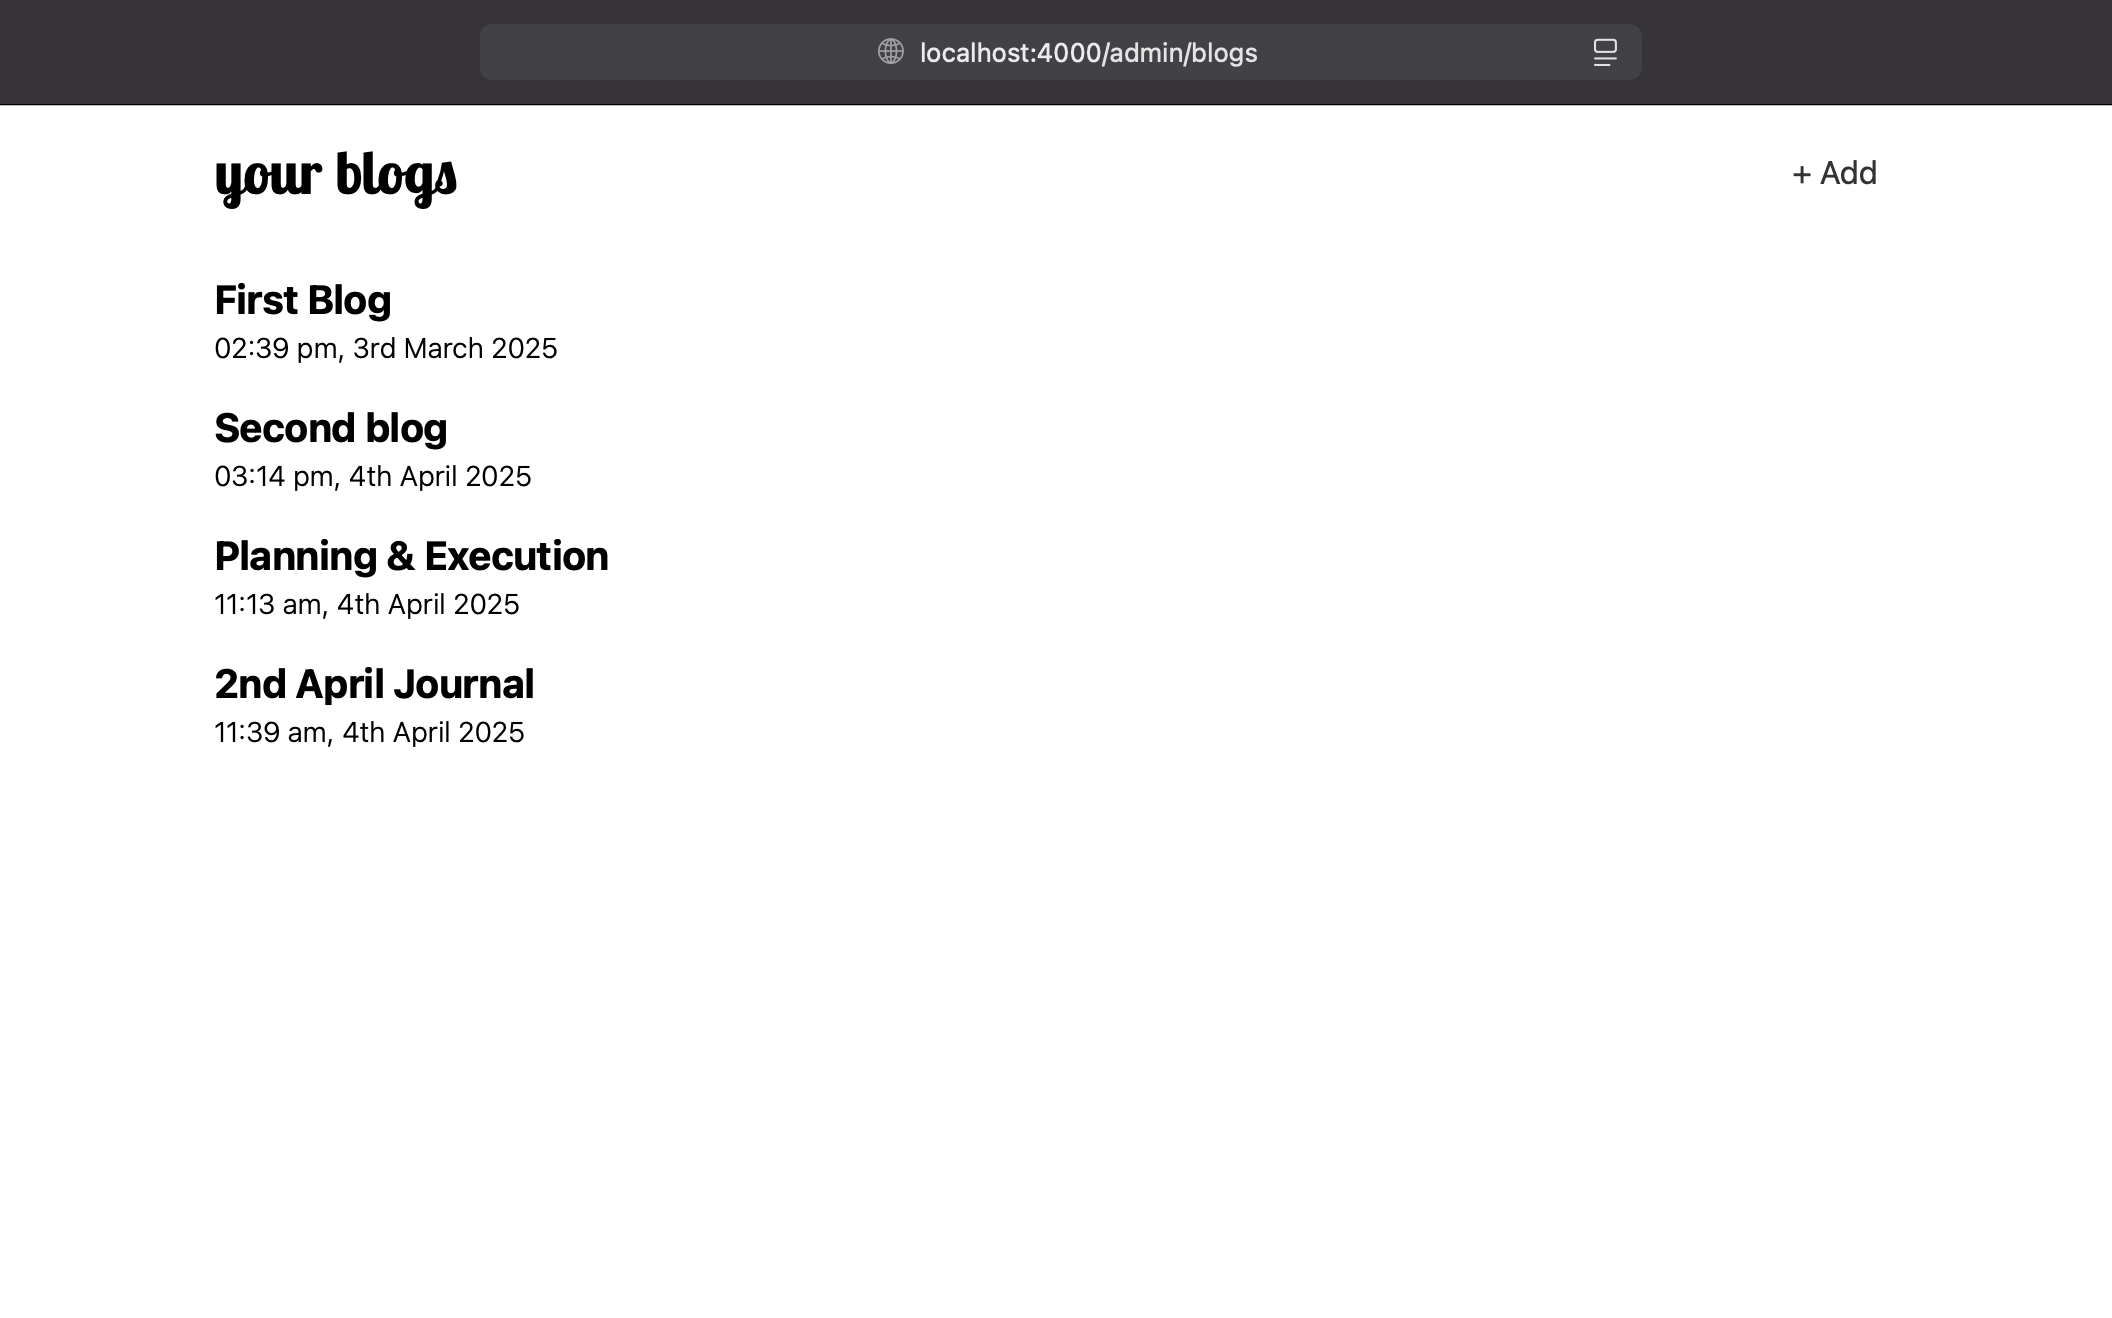 localhost:4000/admin/blogs
your blogs
+ Add
First Blog
02:39 pm, 3rd March 2025
Second blog
03:14 pm, 4th April 2025
Planning & Execution
11:13 am, 4th April 2025
2nd April Journal
11:39 am, 4th April 2025